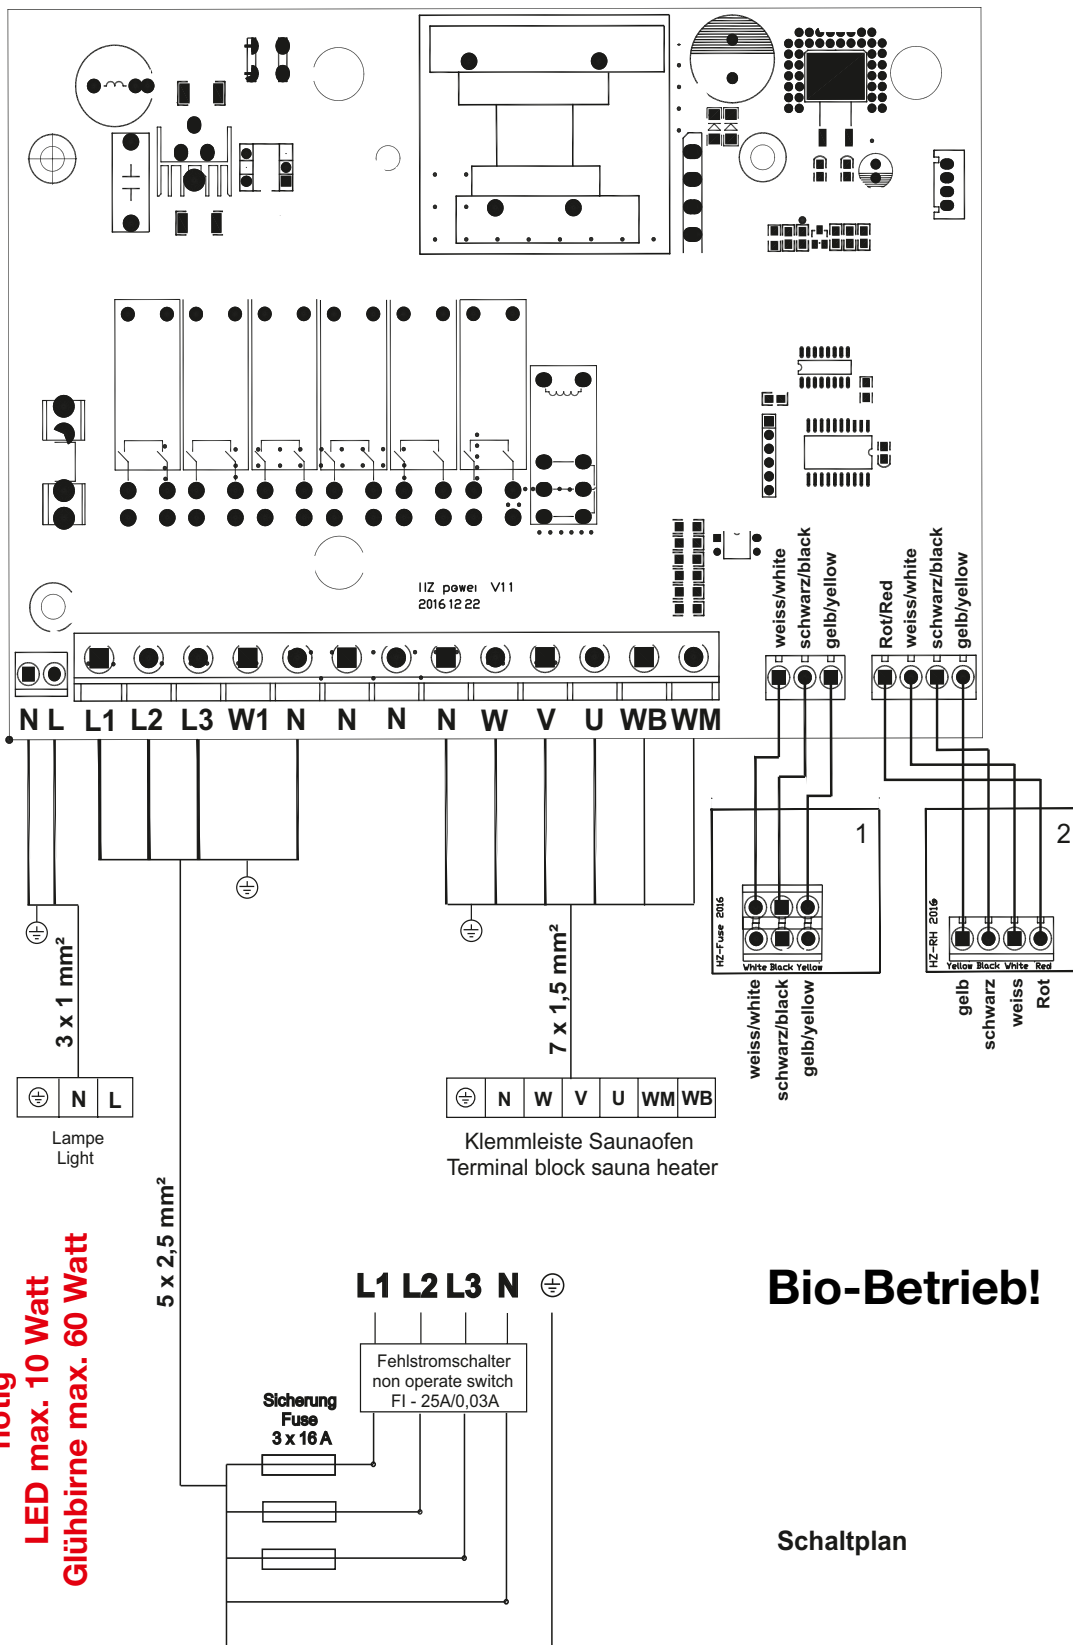 IIZ power V11
2016 12 22
weiss/white
schwarz/black
gelb/yellow
Rot/Red
weiss/white
schwarz/black
gelb/yellow
N L L1 L2 L3 W1 N N N N W V U WB WM
1
2
HZ-Fuse 2016
White Black Yellow
HZ-RH 2016
Yellow Black White Red
weiss/white
schwarz/black
gelb/yellow
gelb
schwarz
weiss
Rot
3 x 1 mm²
7 x 1,5 mm²
N L
Lampe
Light
N W V U WM WB
Klemmleiste Saunaofen
Terminal block sauna heater
5 x 2,5 mm²
nötig
LED max. 10 Watt
Glühbirne max. 60 Watt
L1 L2 L3 N
Fehlstromschalter
non operate switch
FI - 25A/0,03A
Sicherung
Fuse
3 x 16 A
Bio-Betrieb!
Schaltplan